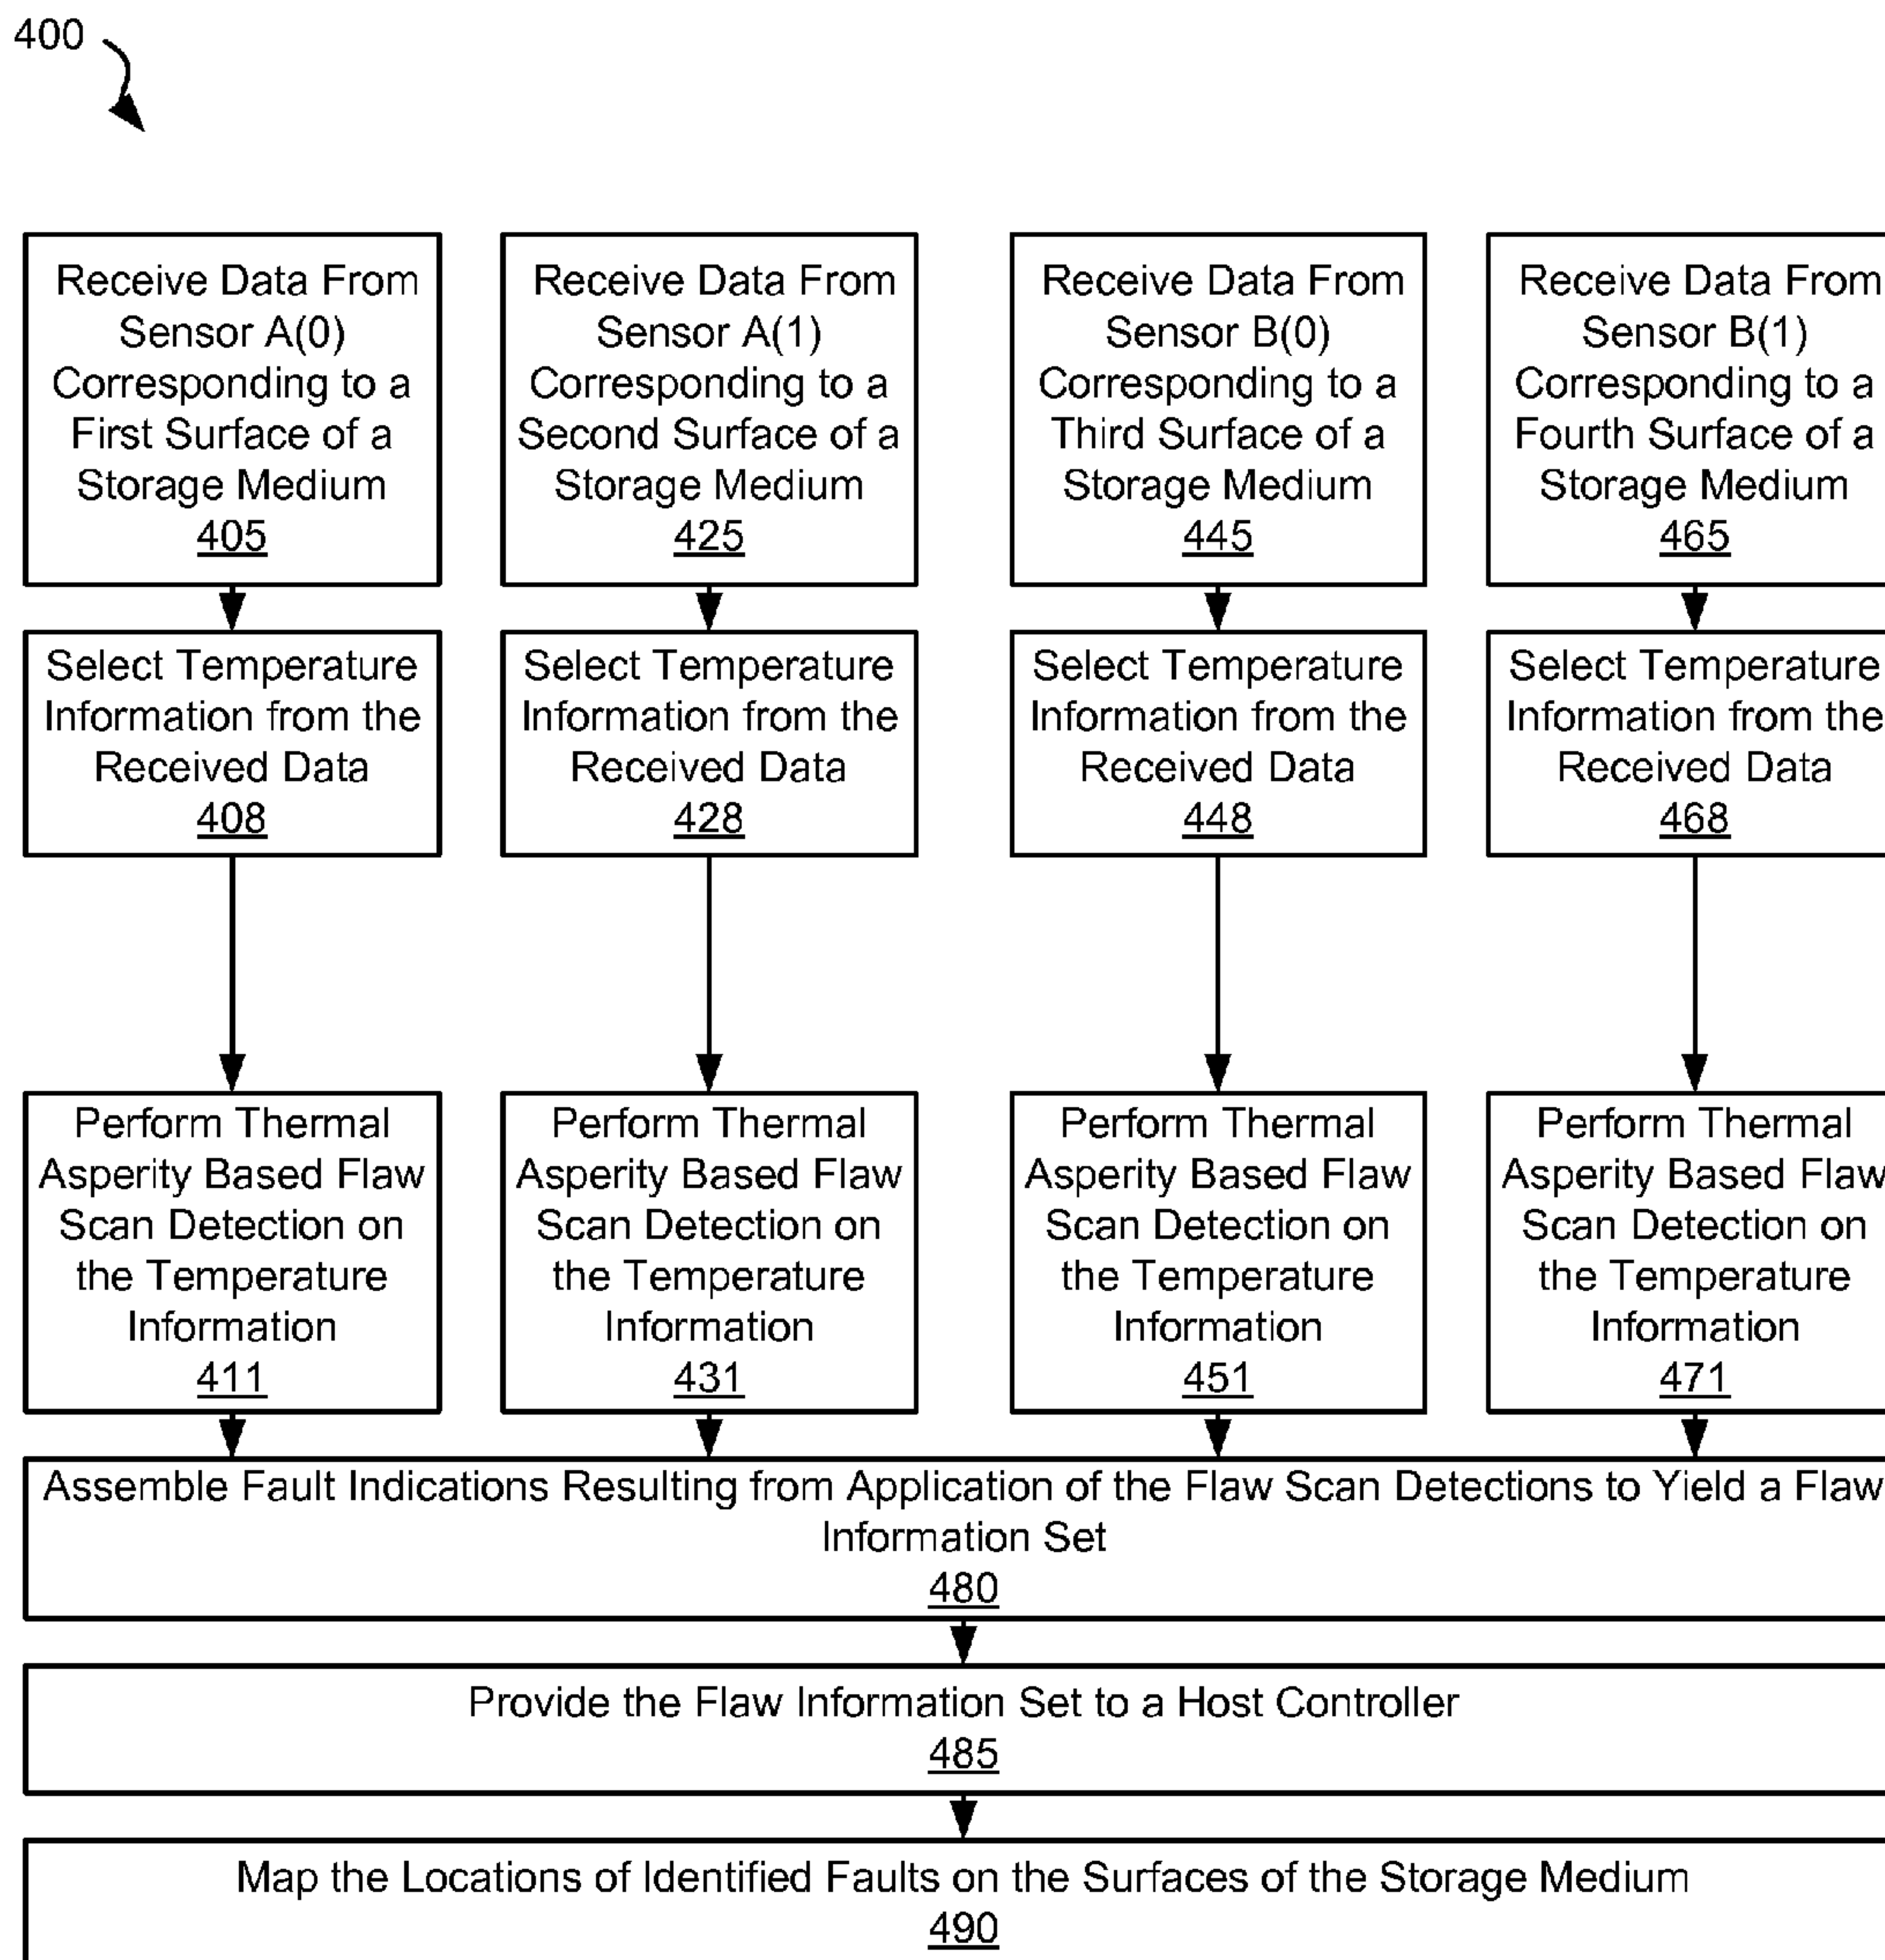 400
Receive Data From
Sensor A(0)
Corresponding to a
First Surface of a
Storage Medium
405
Receive Data From
Sensor A(1)
Corresponding to a
Second Surface of a
Storage Medium
425
Receive Data From
Sensor B(0)
Corresponding to a
Third Surface of a
Storage Medium
445
Receive Data From
Sensor B(1)
Corresponding to a
Fourth Surface of a
Storage Medium
465
Select Temperature
Information from the
Received Data
408
Select Temperature
Information from the
Received Data
428
Select Temperature
Information from the
Received Data
448
Select Temperature
Information from the
Received Data
468
Perform Thermal
Asperity Based Flaw
Scan Detection on
the Temperature
Information
411
Perform Thermal
Asperity Based Flaw
Scan Detection on
the Temperature
Information
431
Perform Thermal
Asperity Based Flaw
Scan Detection on
the Temperature
Information
451
Perform Thermal
Asperity Based Flaw
Scan Detection on
the Temperature
Information
471
Assemble Fault Indications Resulting from Application of the Flaw Scan Detections to Yield a Flaw
Information Set
480
Provide the Flaw Information Set to a Host Controller
485
Map the Locations of Identified Faults on the Surfaces of the Storage Medium
490